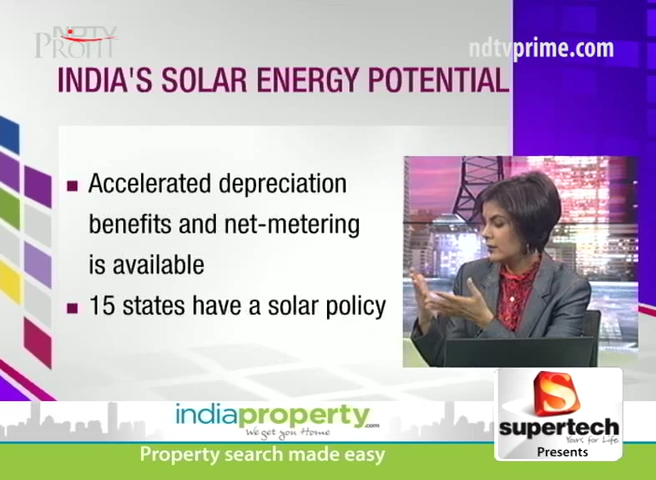 NDTV
PROFIT
ndtvprime.com
INDIA'S SOLAR ENERGY POTENTIAL
Accelerated depreciation
benefits and net-metering
is available
15 states have a solar policy
indiaproperty.com
We get you Home
Property search made easy
S
supertech
Yours for Life.
Presents